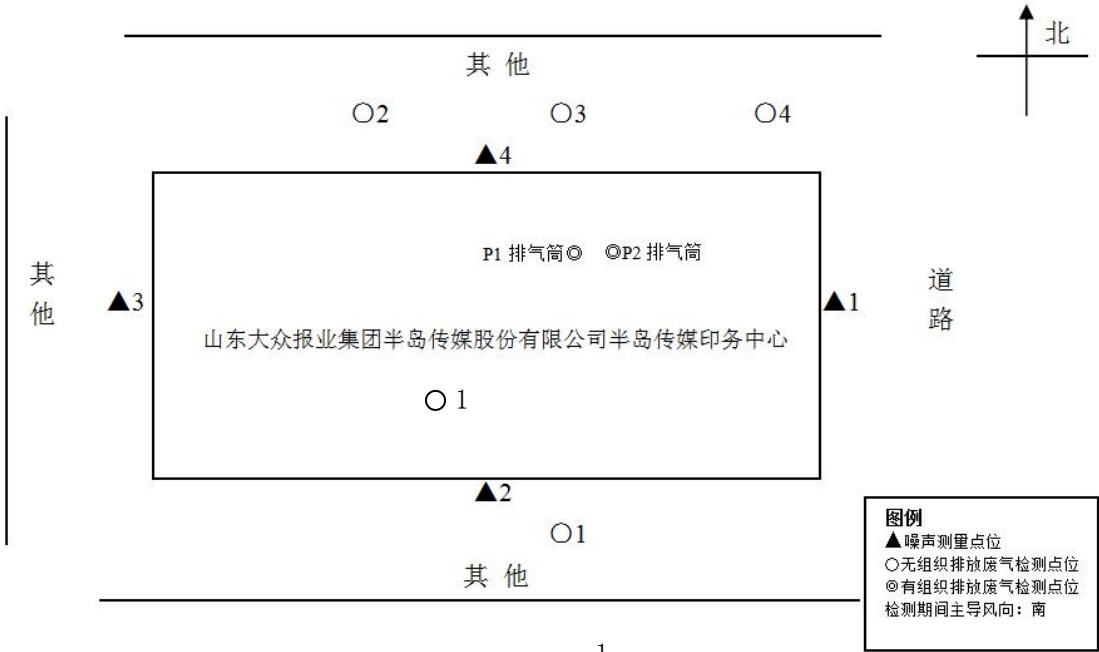 北
其 他
○2
○3
○4
▲4
P1 排气筒◎ ◎P2 排气筒
其他
▲3
▲1
道路
山东大众报业集团半岛传媒股份有限公司半岛传媒印务中心
○ 1
▲2
○1
其 他
图例
▲噪声测量点位
○无组织排放废气检测点位
◎有组织排放废气检测点位
检测期间主导风向：南
1